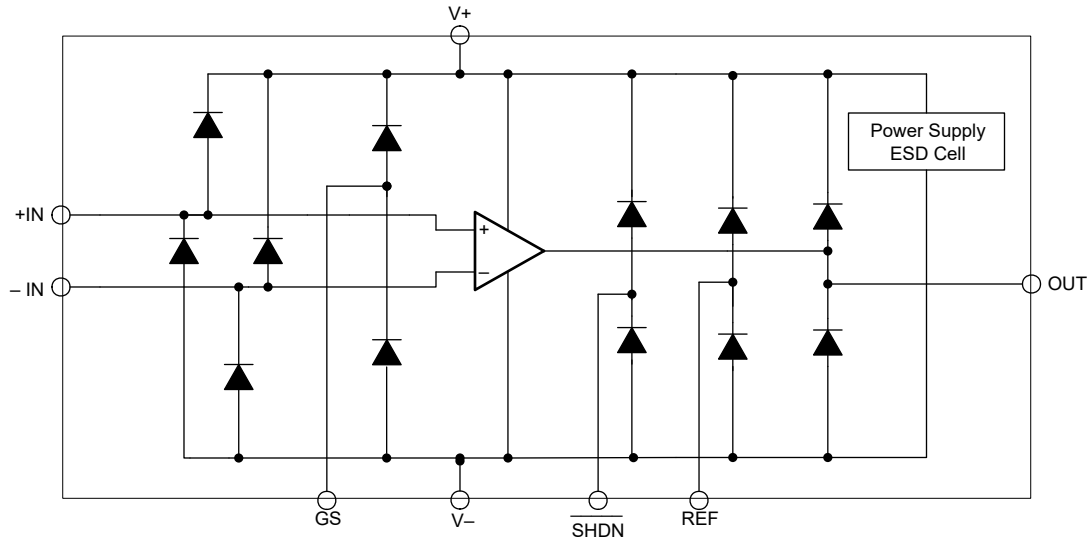 V+
Power Supply
ESD Cell
+IN
+
– IN
–
OUT
GS
V–
SHDN
REF